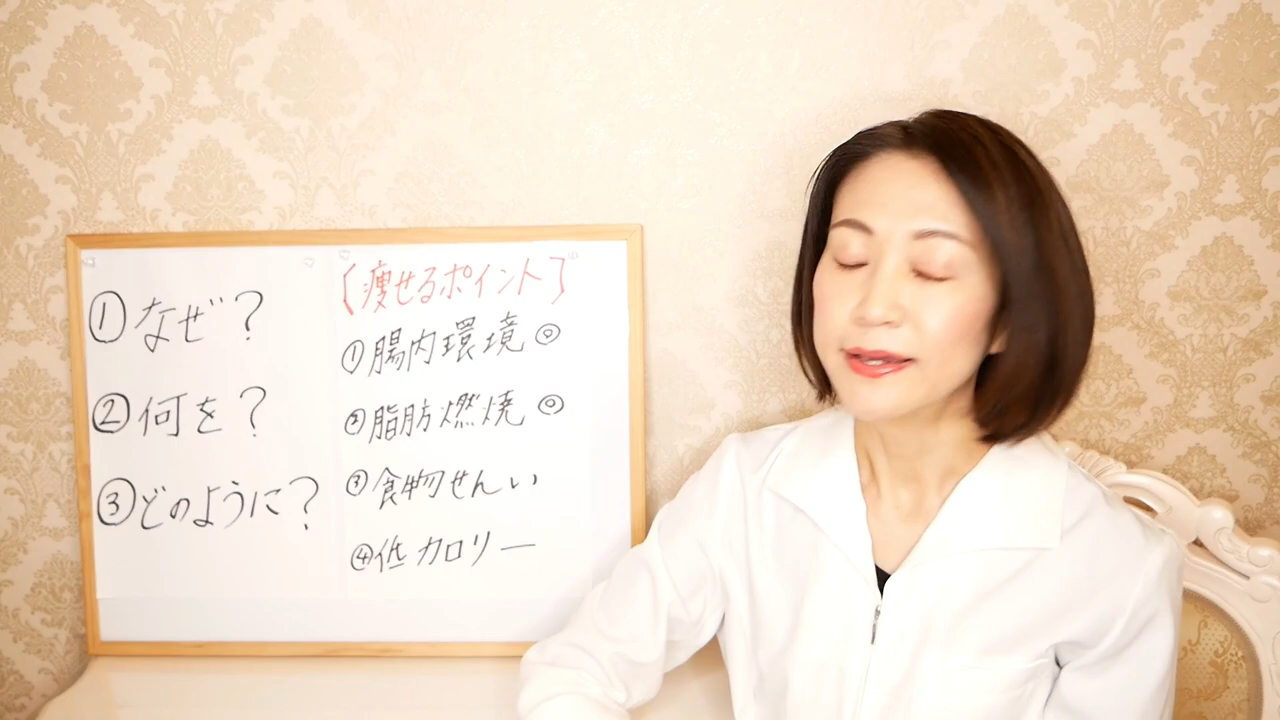 ①なぜ?
②何を?
③どのように?
【痩せるポイント】
①腸内環境◎
②脂肪燃焼◎
③食物せんい
④低カロリー